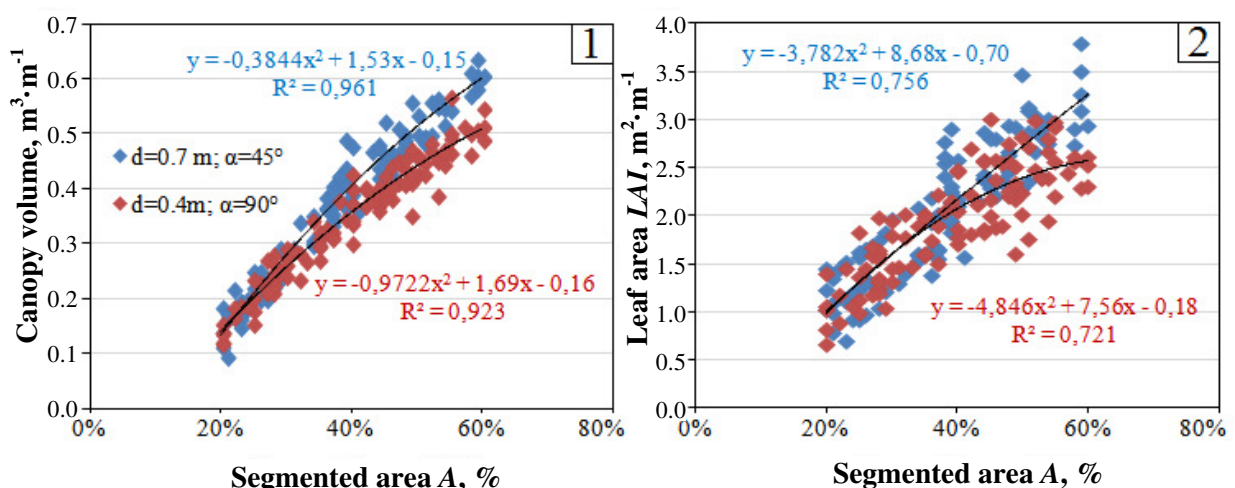 Canopy volume, m³·m⁻¹
0.7
0.6
0.5
0.4
0.3
0.2
0.1
0.0
1
y = -0,3844x² + 1,53x - 0,15
R² = 0,961
d=0.7 m; α=45°
d=0.4m; α=90°
y = -0,9722x² + 1,69x - 0,16
R² = 0,923
0% 20% 40% 60% 80%
Segmented area A, %
Leaf area LAI, m²·m⁻¹
4.0
3.5
3.0
2.5
2.0
1.5
1.0
0.5
0.0
2
y = -3,782x² + 8,68x - 0,70
R² = 0,756
y = -4,846x² + 7,56x - 0,18
R² = 0,721
0% 20% 40% 60% 80%
Segmented area A, %